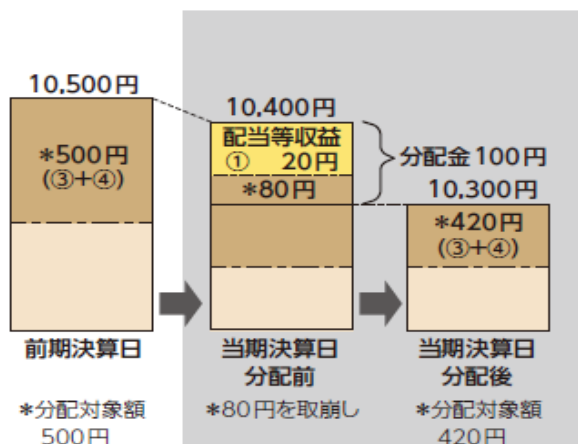 10,500円
*500円
(③+④)
前期決算日
*分配対象額
500円
10,400円
配当等収益
① 20円
*80円
分配金100円
当期決算日
分配前
*80円を取崩し
10,300円
*420円
(③+④)
当期決算日
分配後
*分配対象額
420円